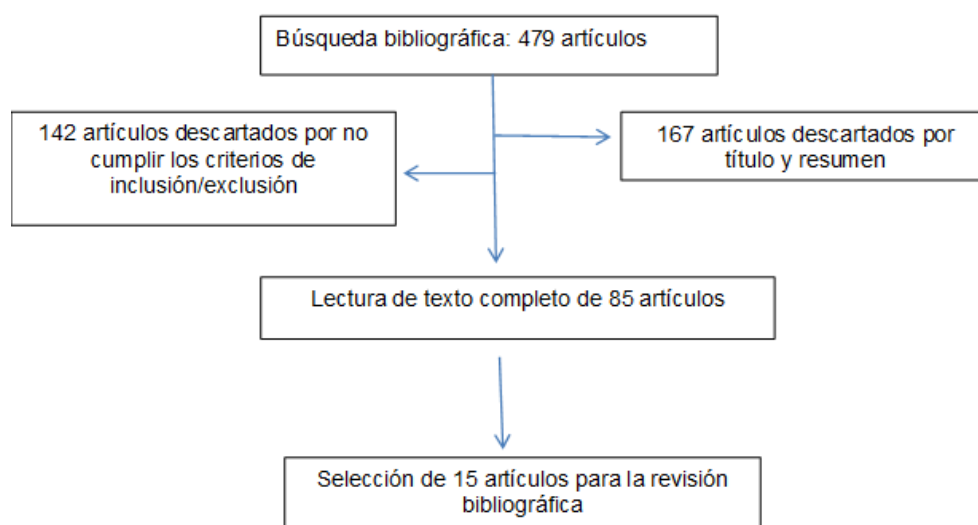 Búsqueda bibliográfica: 479 artículos
142 artículos descartados por no
cumplir los criterios de
inclusión/exclusión
167 artículos descartados por
título y resumen
Lectura de texto completo de 85 artículos
Selección de 15 artículos para la revisión
bibliográfica